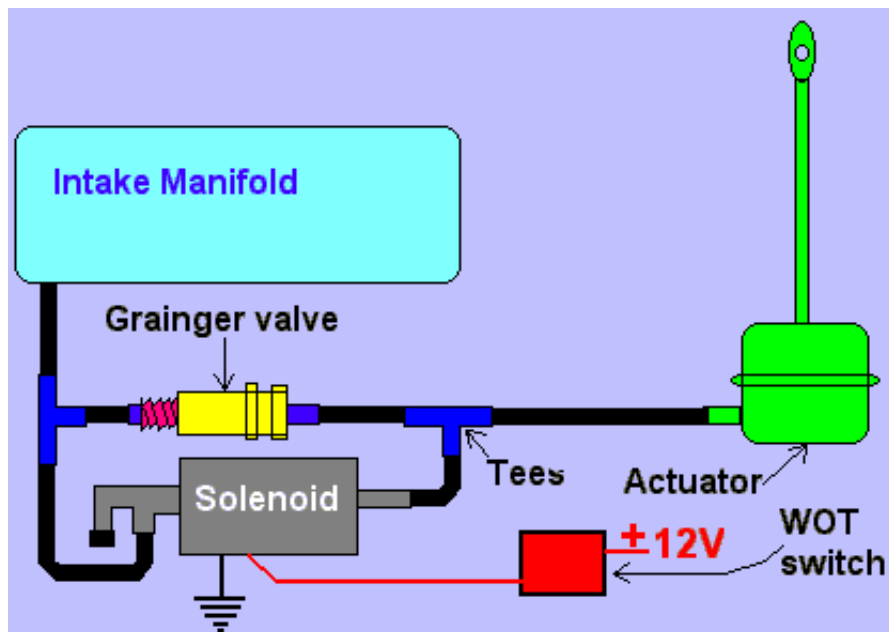 Intake Manifold
Grainger valve
Solenoid
Tees
Actuator
+12V
WOT
switch